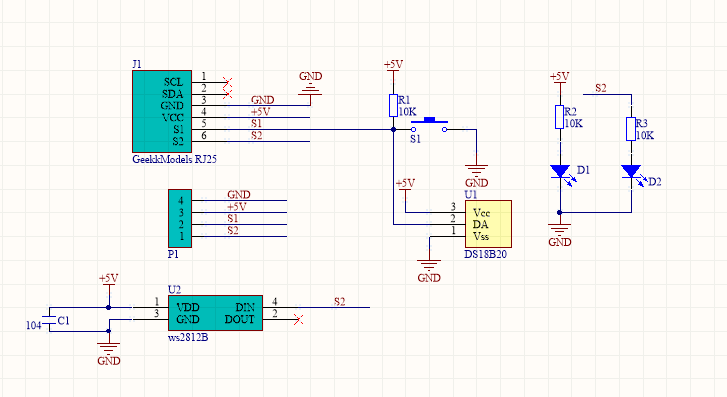 J1
SCL 1
SDA 2
GND 3 GND
VCC 4 +5V
S1 5 S1
S2 6 S2
GND
GeekkModels RJ25
4 GND
3 +5V
2 S1
1 S2
P1
+5V
R1
10K
S1
GND
+5V
U1
3 Vcc
2 DA
1 Vss
DS18B20
GND
+5V
S2
R2
10K
R3
10K
D1
D2
GND
+5V
104 C1
GND
U2
1 VDD DIN 4 S2
3 GND DOUT 2
ws2812B